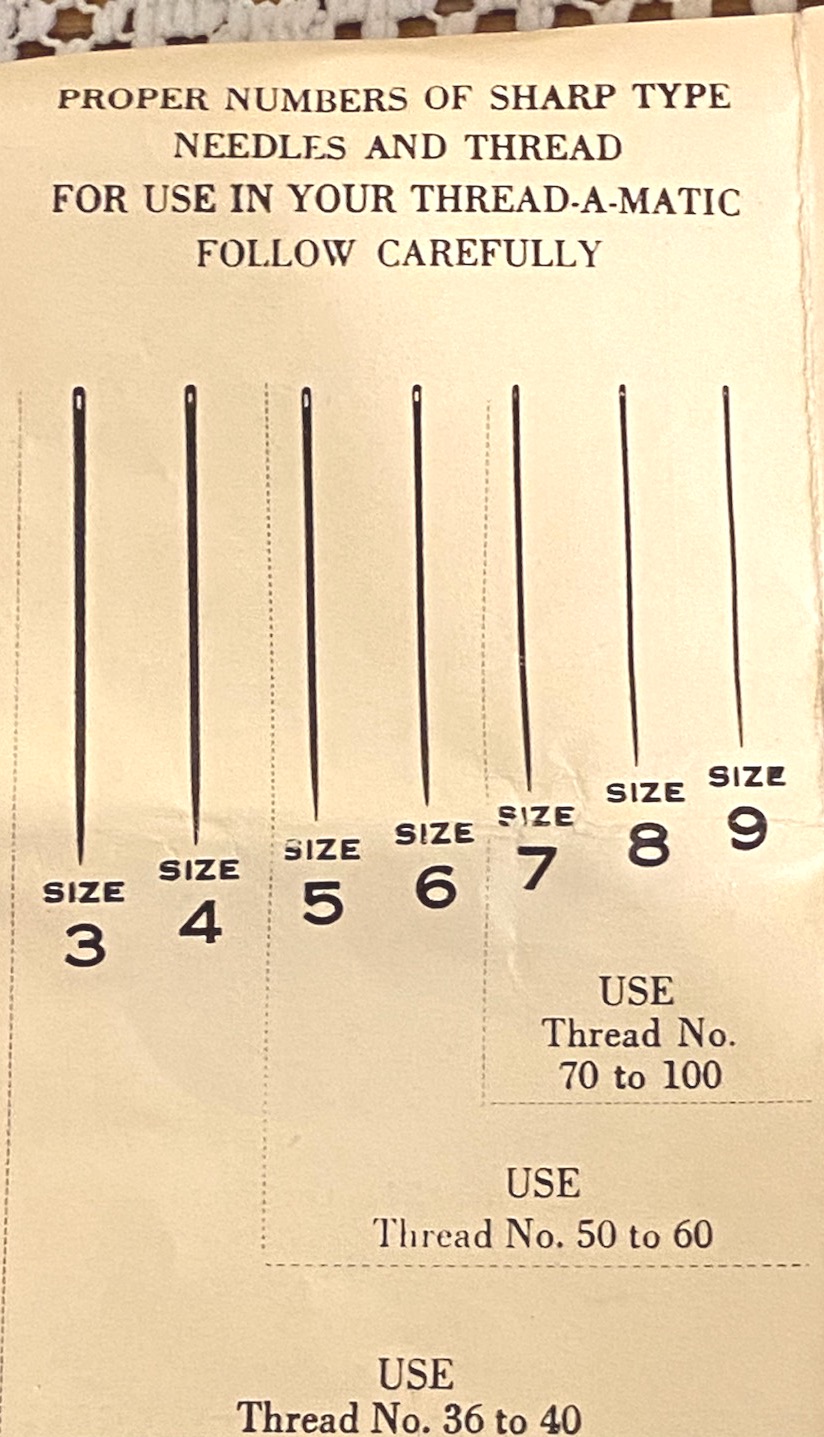 PROPER NUMBERS OF SHARP TYPE
NEEDLES AND THREAD
FOR USE IN YOUR THREAD-A-MATIC
FOLLOW CAREFULLY
SIZE 3
SIZE 4
SIZE 5
SIZE 6
SIZE 7
SIZE 8
SIZE 9
USE
Thread No.
70 to 100
USE
Thread No. 50 to 60
USE
Thread No. 36 to 40